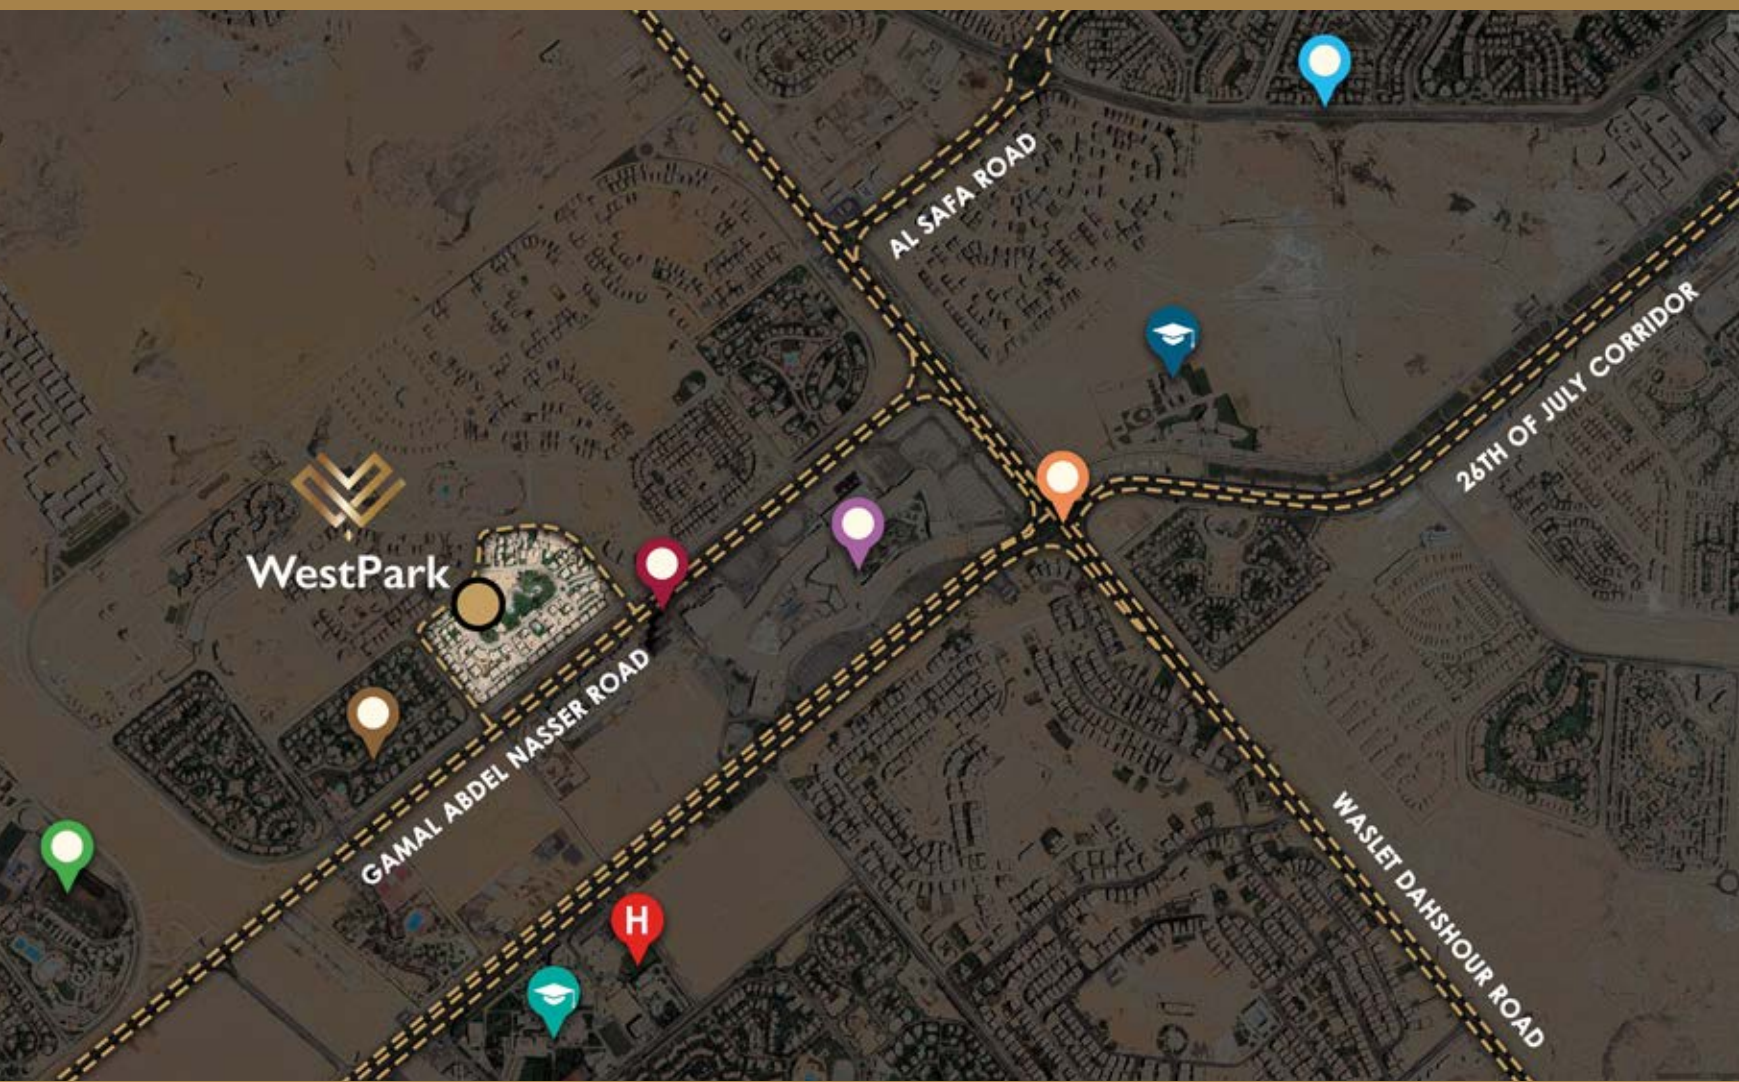 AL SAFA ROAD
26TH OF JULY CORRIDOR
WestPark
GAMAL ABDEL NASSER ROAD
WASLET DAHSHOUR ROAD
H